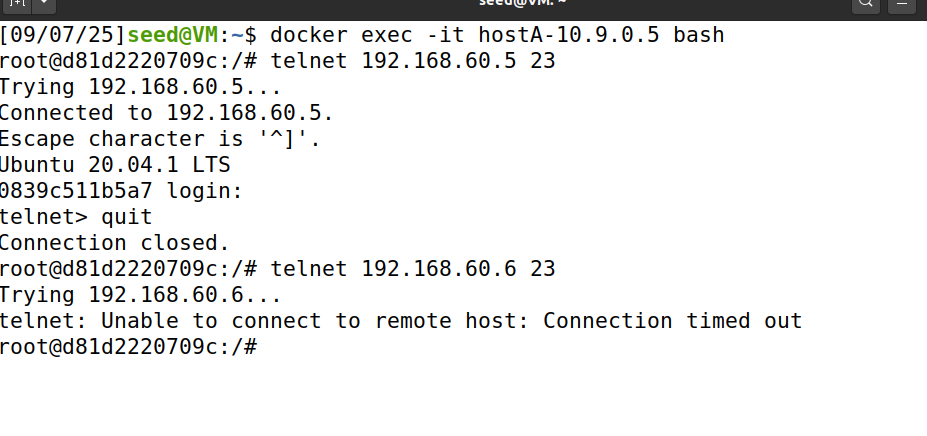 seed@VM: ~
[09/07/25]seed@VM:~$ docker exec -it hostA-10.9.0.5 bash
root@d81d2220709c:/# telnet 192.168.60.5 23
Trying 192.168.60.5...
Connected to 192.168.60.5.
Escape character is '^]'.
Ubuntu 20.04.1 LTS
0839c511b5a7 login:
telnet> quit
Connection closed.
root@d81d2220709c:/# telnet 192.168.60.6 23
Trying 192.168.60.6...
telnet: Unable to connect to remote host: Connection timed out
root@d81d2220709c:/#